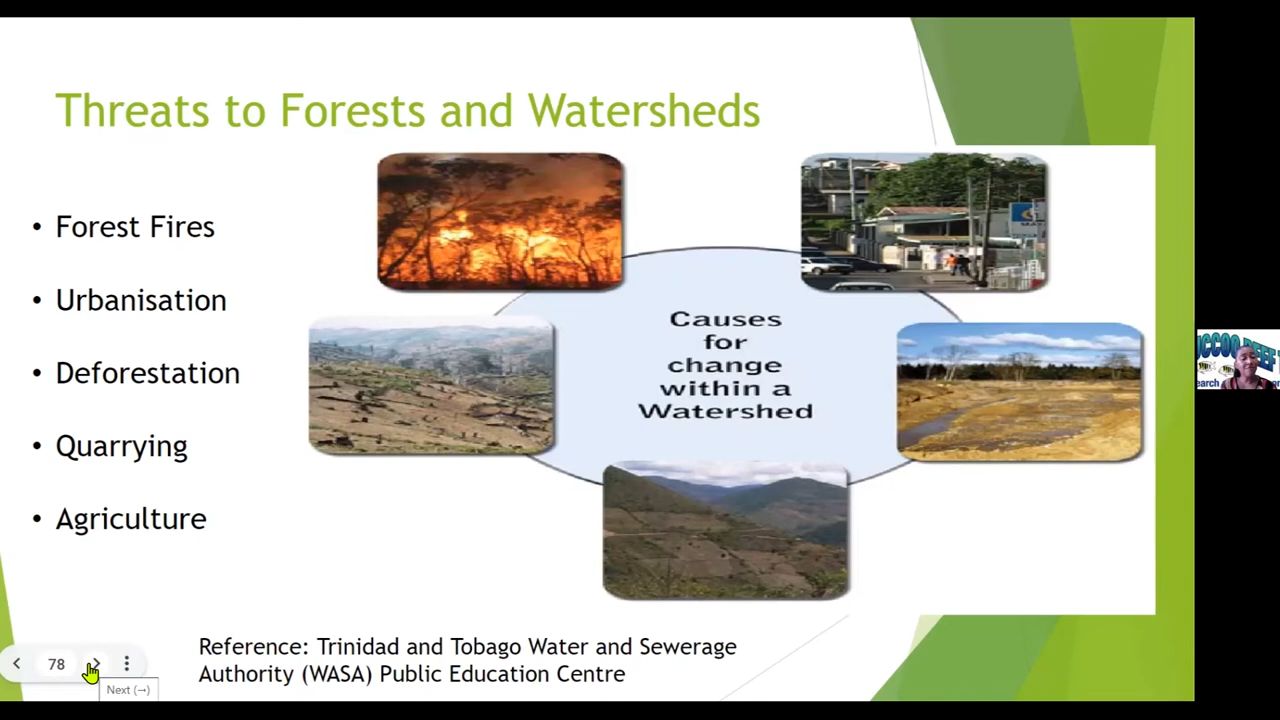 Threats to Forests and Watersheds
• Forest Fires
• Urbanisation
• Deforestation
• Quarrying
• Agriculture
Causes
for
change
within a
Watershed
Reference: Trinidad and Tobago Water and Sewerage
Authority (WASA) Public Education Centre
78
Next (→)